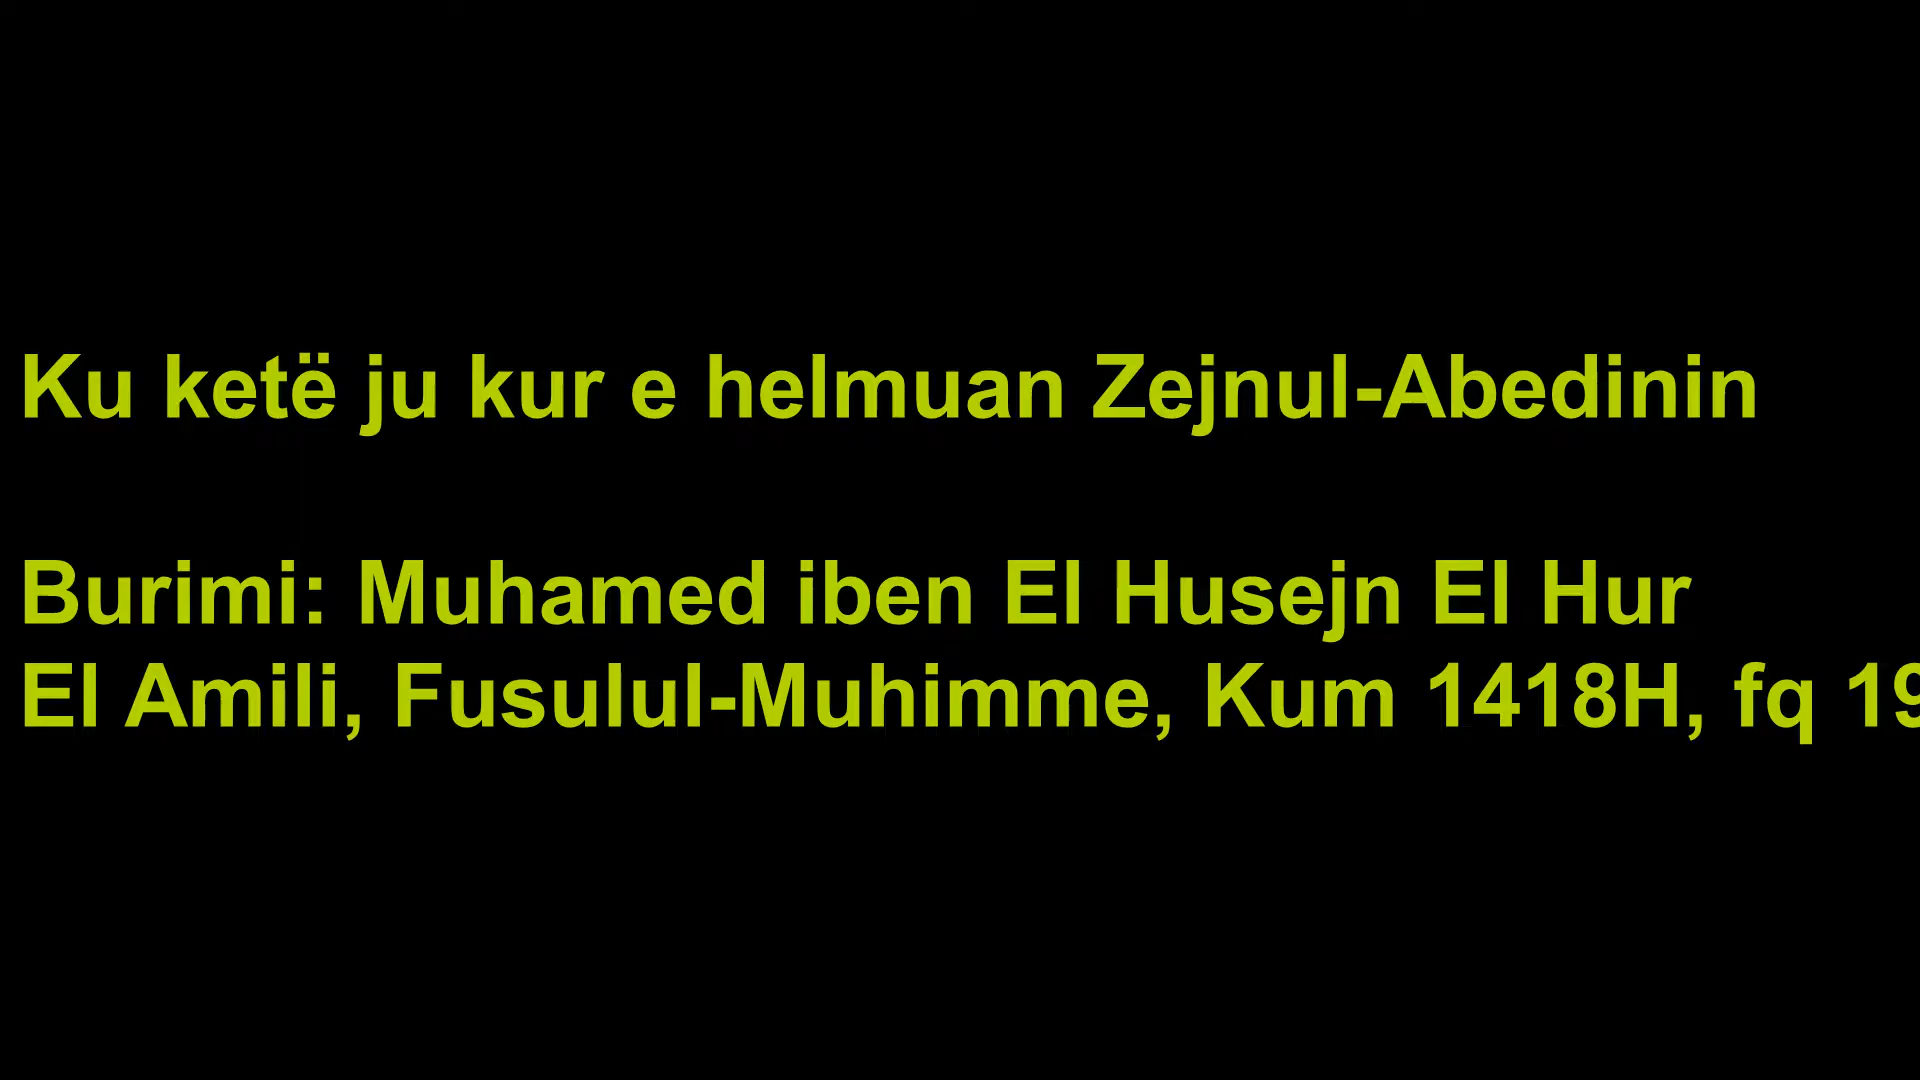 Ku ketë ju kur e helmuan Zejnul-Abedinin
Burimi: Muhamed iben El Husejn El Hur
El Amili, Fusulul-Muhimme, Kum 1418H, fq